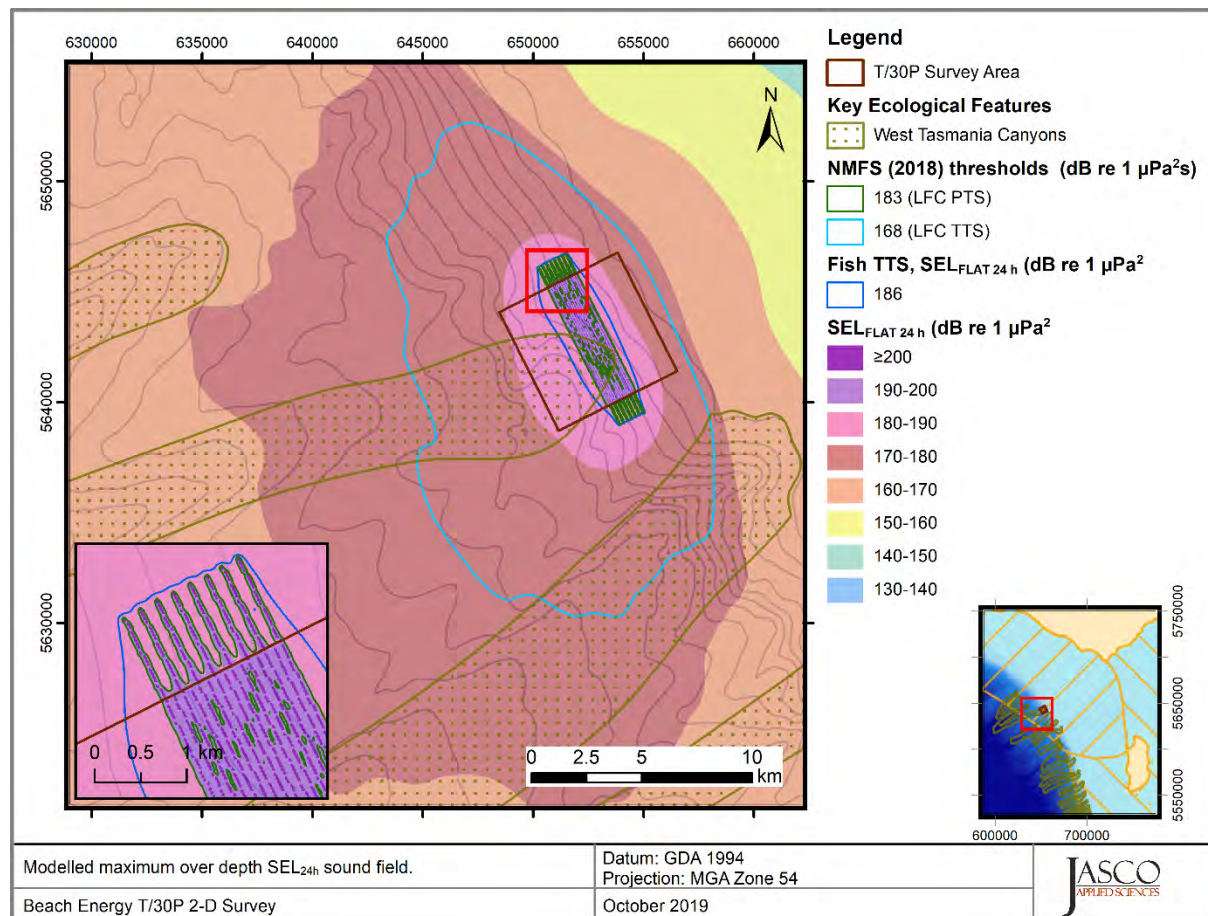 630000 635000 640000 645000 650000 655000 660000
5650000
5640000
5630000
N
0 0.5 1 km
0 2.5 5 10
km
Legend
T/30P Survey Area
Key Ecological Features
West Tasmania Canyons
NMFS (2018) thresholds (dB re 1 µPa²s)
183 (LFC PTS)
168 (LFC TTS)
Fish TTS, SELFLAT 24 h (dB re 1 µPa²
186
SELFLAT 24 h (dB re 1 µPa²
≥200
190-200
180-190
170-180
160-170
150-160
140-150
130-140
5750000
5650000
5550000
600000 700000
Modelled maximum over depth SEL24h sound field.
Datum: GDA 1994
Projection: MGA Zone 54
Beach Energy T/30P 2-D Survey
October 2019
JASCO
APPLIED SCIENCES